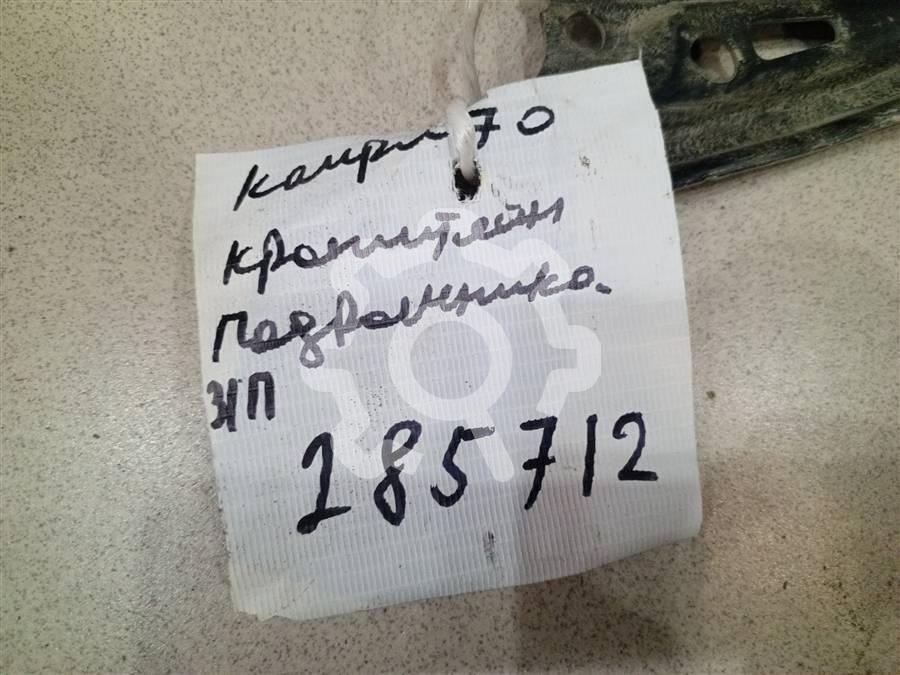 Камри 70
Кронштейн
Подрамника.
ЗП
285712